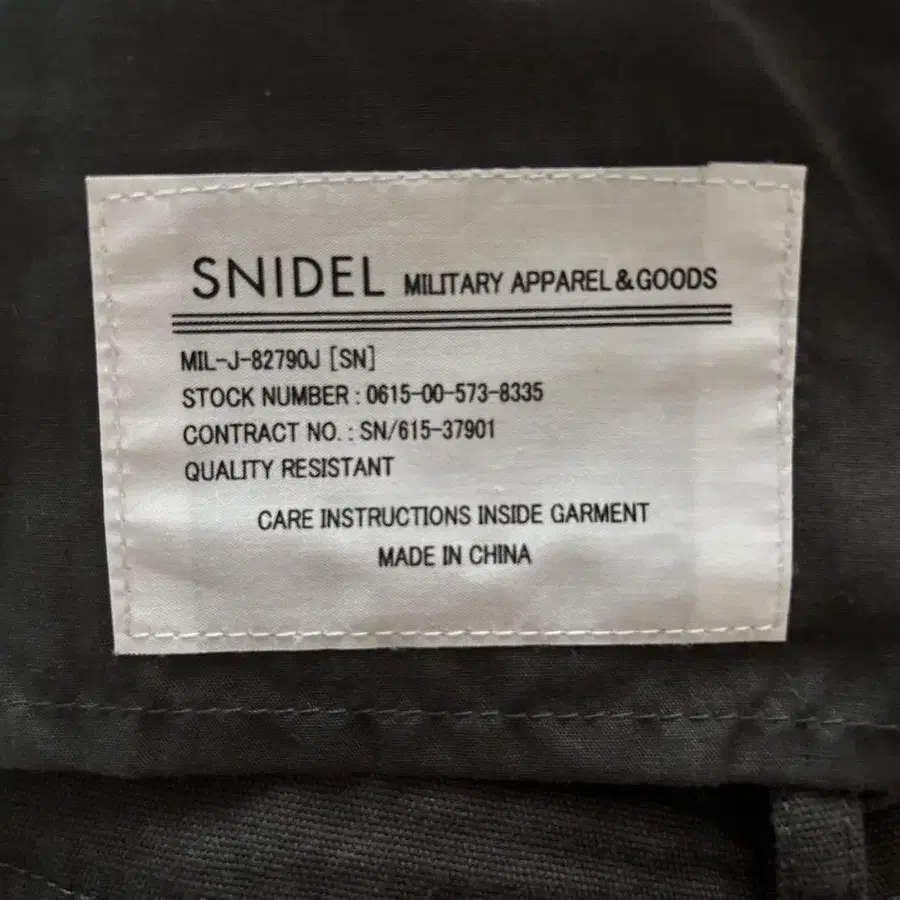 SNIDEL MILITARY APPAREL&GOODS
MIL-J-82790J [SN]
STOCK NUMBER : 0615-00-573-8335
CONTRACT NO. : SN/615-37901
QUALITY RESISTANT
CARE INSTRUCTIONS INSIDE GARMENT
MADE IN CHINA